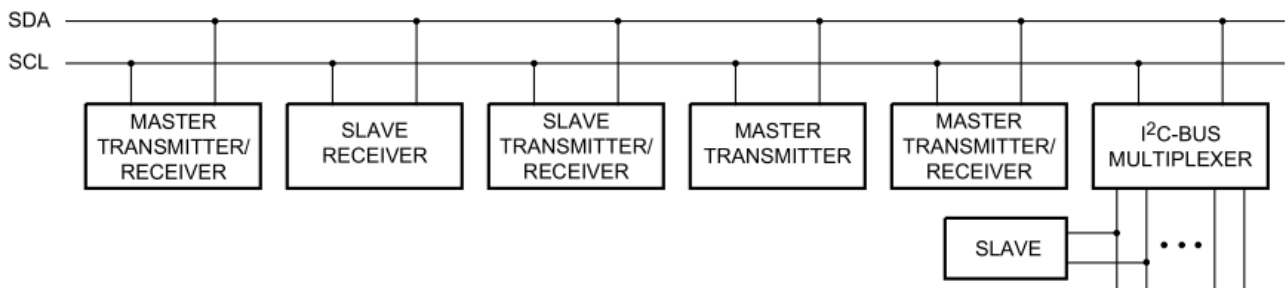 SDA
SCL
MASTER
TRANSMITTER/
RECEIVER
SLAVE
RECEIVER
SLAVE
TRANSMITTER/
RECEIVER
MASTER
TRANSMITTER
MASTER
TRANSMITTER/
RECEIVER
I²C-BUS
MULTIPLEXER
SLAVE